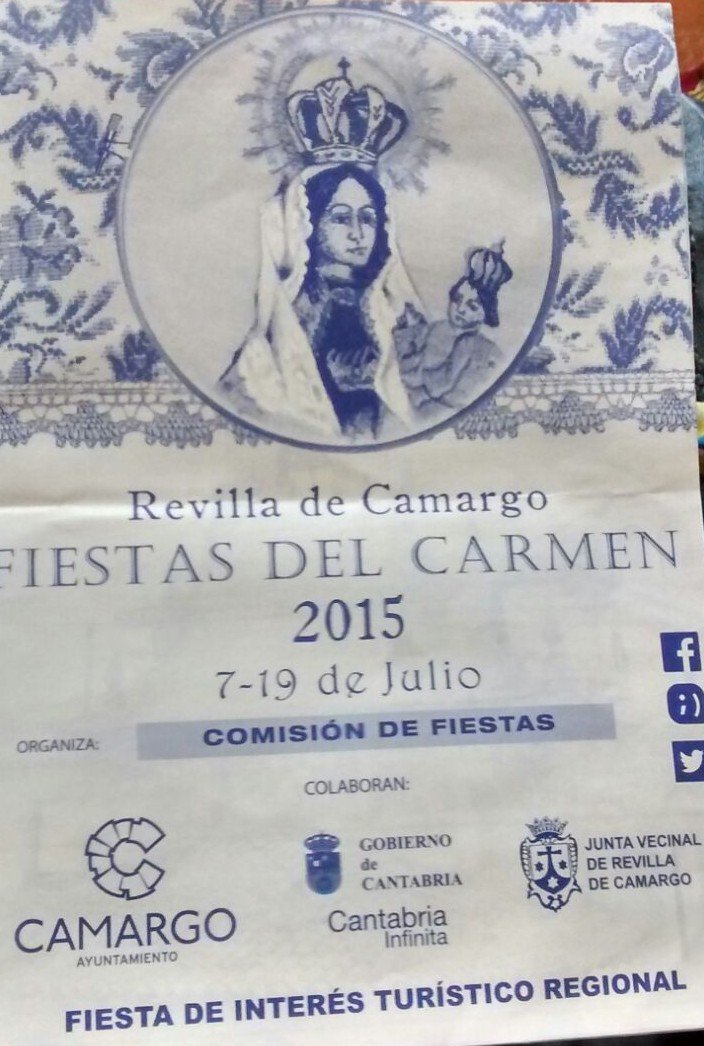 Revilla de Camargo
FIESTAS DEL CARMEN
2015
7-19 de Julio
ORGANIZA:
COMISIÓN DE FIESTAS
COLABORAN:
CAMARGO
AYUNTAMIENTO
GOBIERNO
de
CANTABRIA
Cantabria
Infinita
JUNTA VECINAL
DE REVILLA
DE CAMARGO
FIESTA DE INTERÉS TURÍSTICO REGIONAL